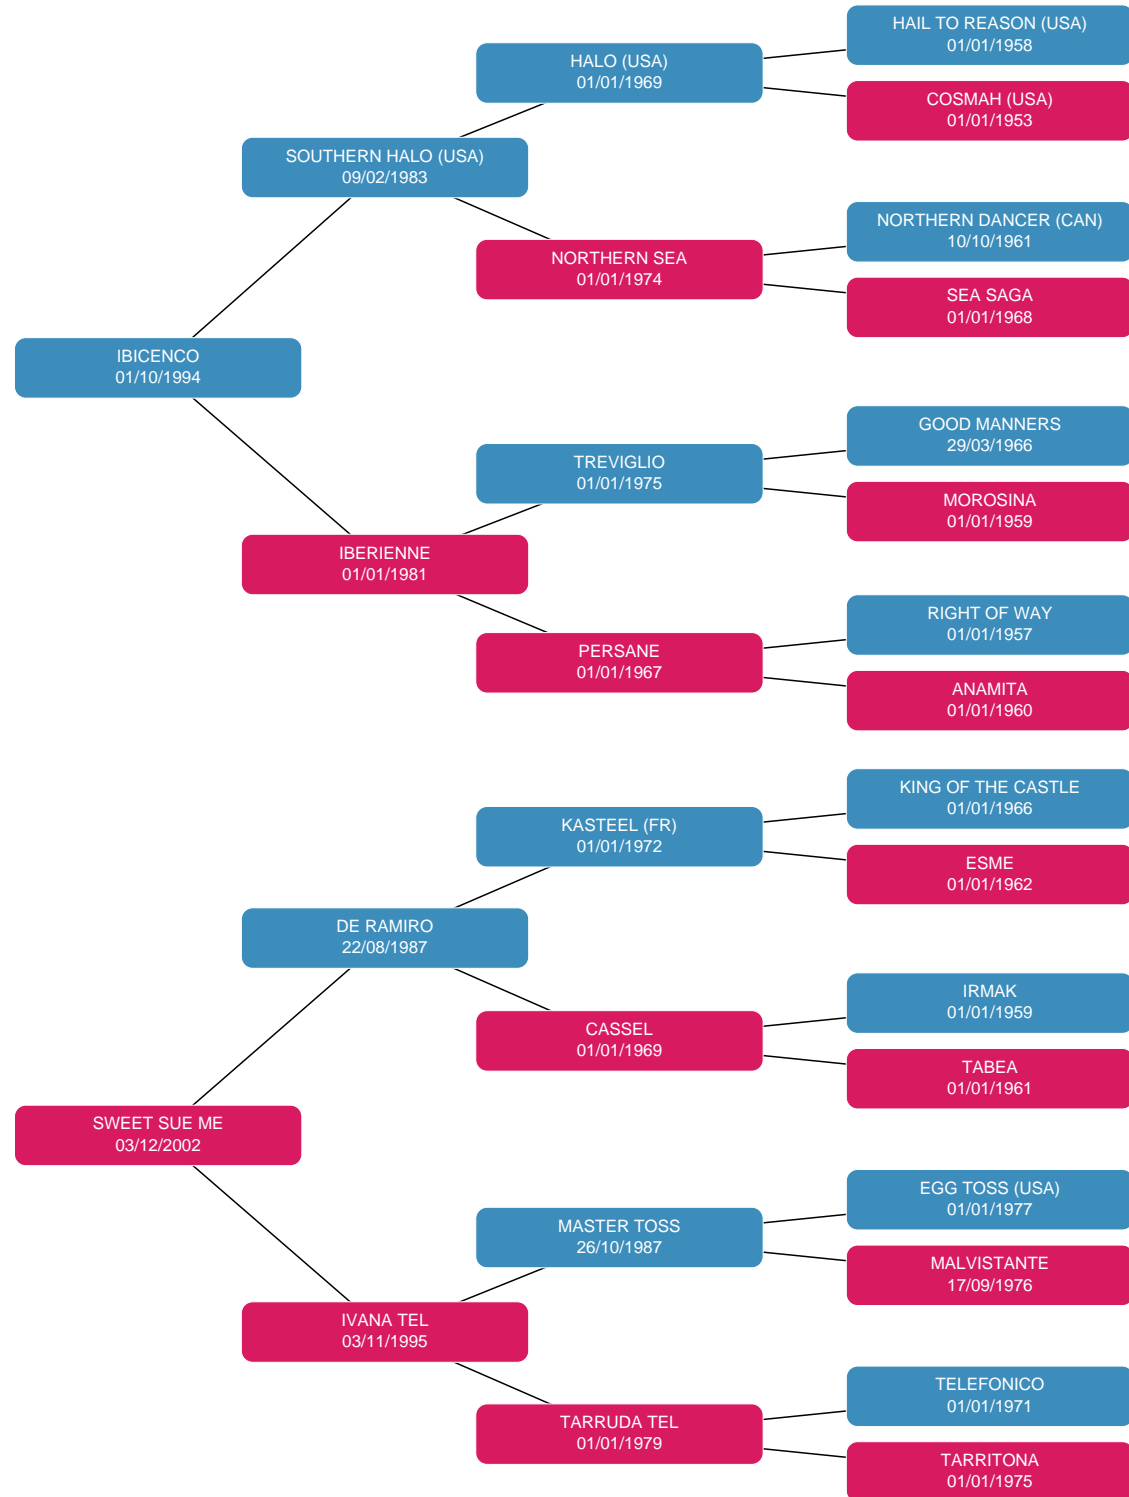 HAIL TO REASON (USA)
01/01/1958
HALO (USA)
01/01/1969
COSMAH (USA)
01/01/1953
SOUTHERN HALO (USA)
09/02/1983
NORTHERN DANCER (CAN)
10/10/1961
NORTHERN SEA
01/01/1974
SEA SAGA
01/01/1968
IBICENCO
01/10/1994
GOOD MANNERS
29/03/1966
TREVIGLIO
01/01/1975
MOROSINA
01/01/1959
IBERIENNE
01/01/1981
RIGHT OF WAY
01/01/1957
PERSANE
01/01/1967
ANAMITA
01/01/1960
KING OF THE CASTLE
01/01/1966
KASTEEL (FR)
01/01/1972
ESME
01/01/1962
DE RAMIRO
22/08/1987
IRMAK
01/01/1959
CASSEL
01/01/1969
TABEA
01/01/1961
SWEET SUE ME
03/12/2002
EGG TOSS (USA)
01/01/1977
MASTER TOSS
26/10/1987
MALVISTANTE
17/09/1976
IVANA TEL
03/11/1995
TELEFONICO
01/01/1971
TARRUDA TEL
01/01/1979
TARRITONA
01/01/1975